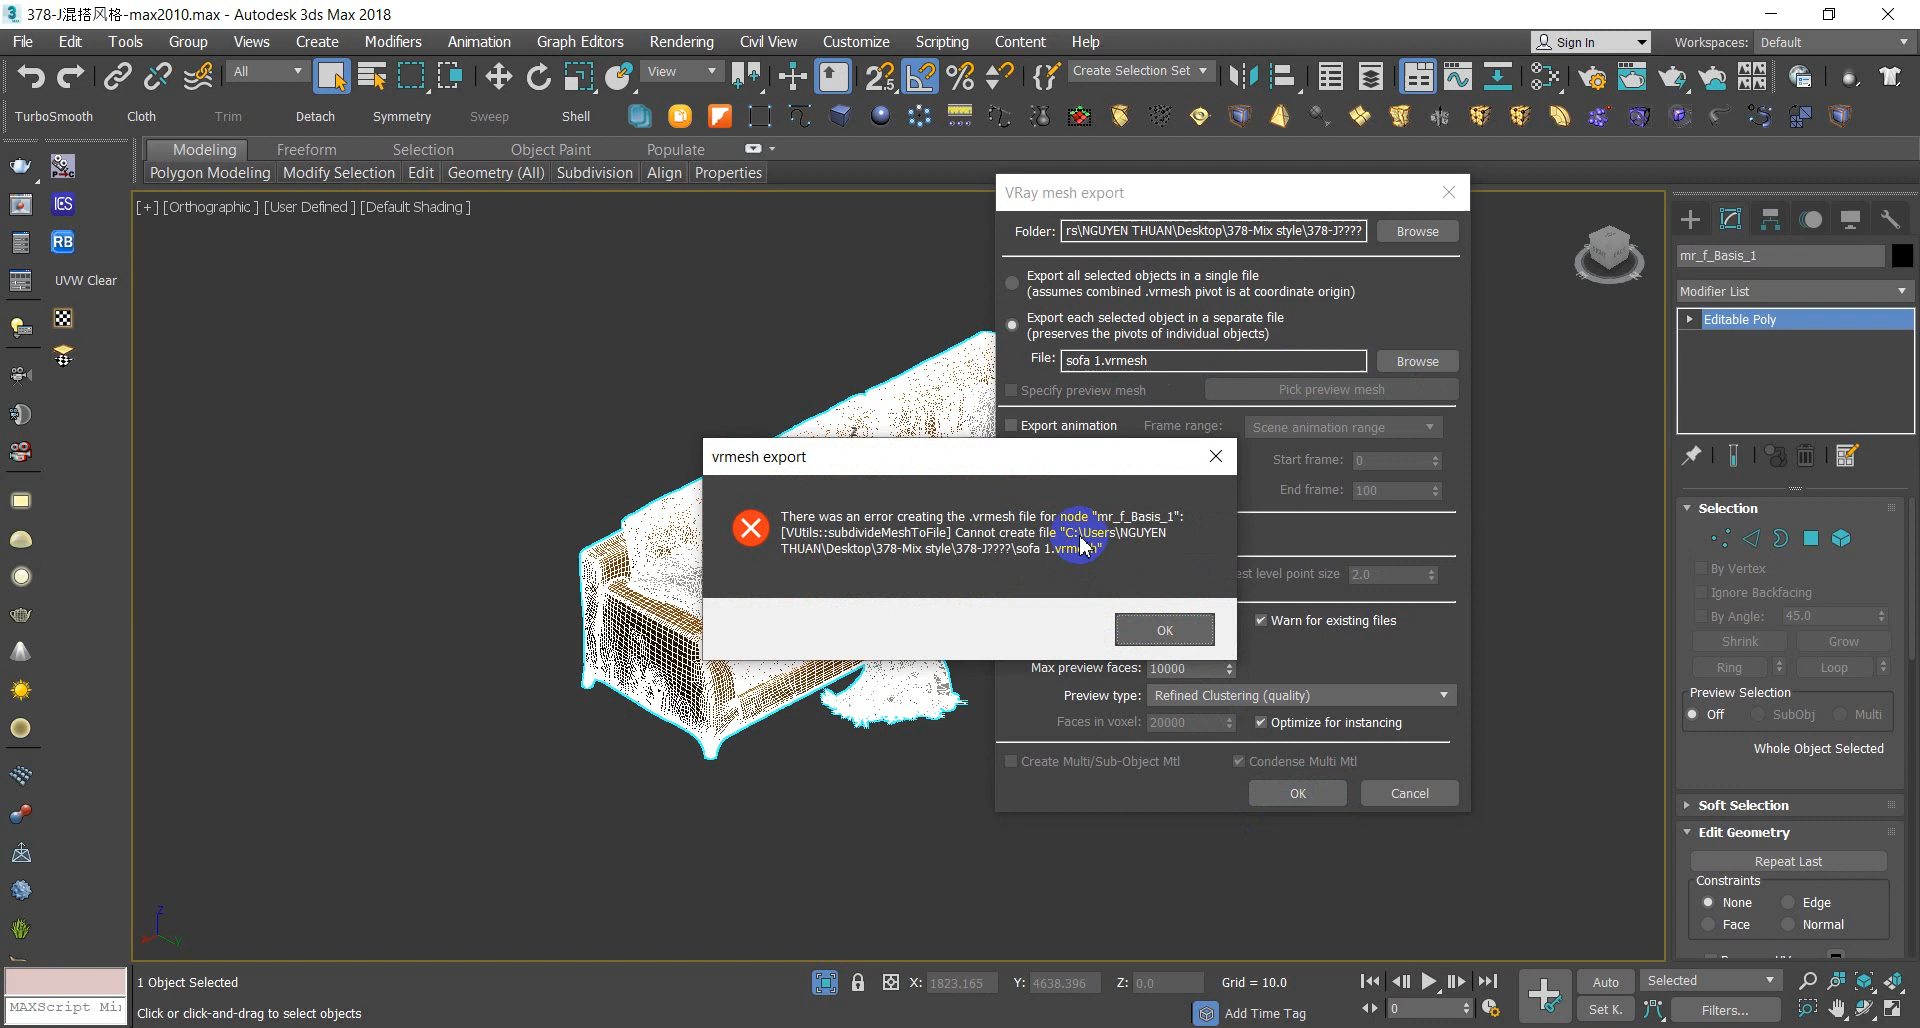 378-J混搭风格-max2010.max - Autodesk 3ds Max 2018
File Edit Tools Group Views Create Modifiers Animation Graph Editors Rendering Civil View Customize Scripting Content Help
Sign In Workspaces: Default
All View Create Selection Set
TurboSmooth Cloth Trim Detach Symmetry Sweep Shell
Modeling Freeform Selection Object Paint Populate
Polygon Modeling Modify Selection Edit Geometry (All) Subdivision Align Properties
ICS
RB
UVW Clear
[+] [Orthographic ] [User Defined ] [Default Shading ]
VRay mesh export
Folder: rs\NGUYEN THUAN\Desktop\378-Mix style\378-J???? Browse
Export all selected objects in a single file
(assumes combined .vrmesh pivot is at coordinate origin)
Export each selected object in a separate file
(preserves the pivots of individual objects)
File: sofa 1.vrmesh Browse
Specify preview mesh Pick preview mesh
Export animation Frame range: Scene animation range
Start frame: 0
End frame: 100
est level point size 2.0
Warn for existing files
Max preview faces: 10000
Preview type: Refined Clustering (quality)
Faces in voxel: 20000 Optimize for instancing
Create Multi/Sub-Object Mtl Condense Multi Mtl
OK Cancel
vrmesh export
There was an error creating the .vrmesh file for node "mr_f_Basis_1":
[VUtils::subdivideMeshToFile] Cannot create file "C:\Users\NGUYEN
THUAN\Desktop\378-Mix style\378-J????\sofa 1.vrmesh"
OK
mr_f_Basis_1
Modifier List
Editable Poly
Selection
By Vertex
Ignore Backfacing
By Angle: 45.0
Shrink Grow
Ring Loop
Preview Selection
Off SubObj Multi
Whole Object Selected
Soft Selection
Edit Geometry
Repeat Last
Constraints
None Edge
Face Normal
Z
1 Object Selected
Click or click-and-drag to select objects
X: 1823.165 Y: 4638.396 Z: 0.0 Grid = 10.0
Add Time Tag
0
Auto Selected
Set K. Filters...
MAXScript Mi